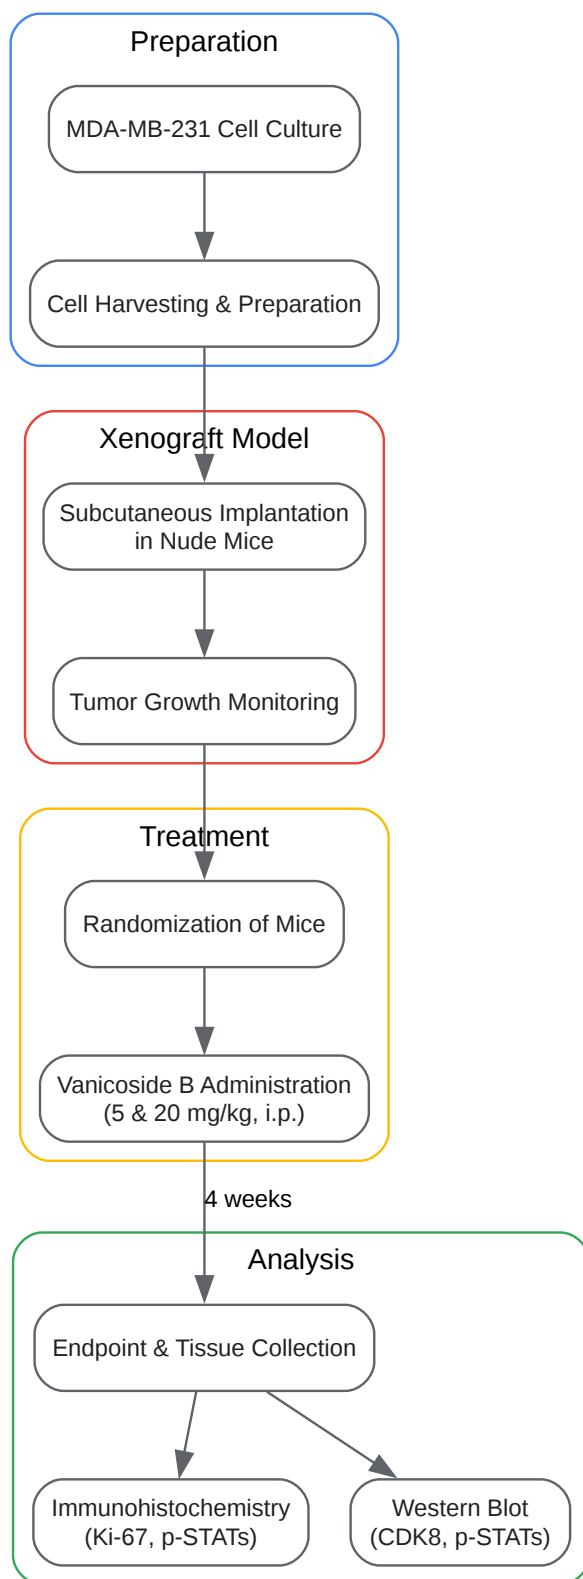 Preparation
MDA-MB-231 Cell Culture
Cell Harvesting & Preparation
Xenograft Model
Subcutaneous Implantation
in Nude Mice
Tumor Growth Monitoring
Treatment
Randomization of Mice
Vanicoside B Administration
(5 & 20 mg/kg, i.p.)
4 weeks
Analysis
Endpoint & Tissue Collection
Immunohistochemistry
(Ki-67, p-STATs)
Western Blot
(CDK8, p-STATs)